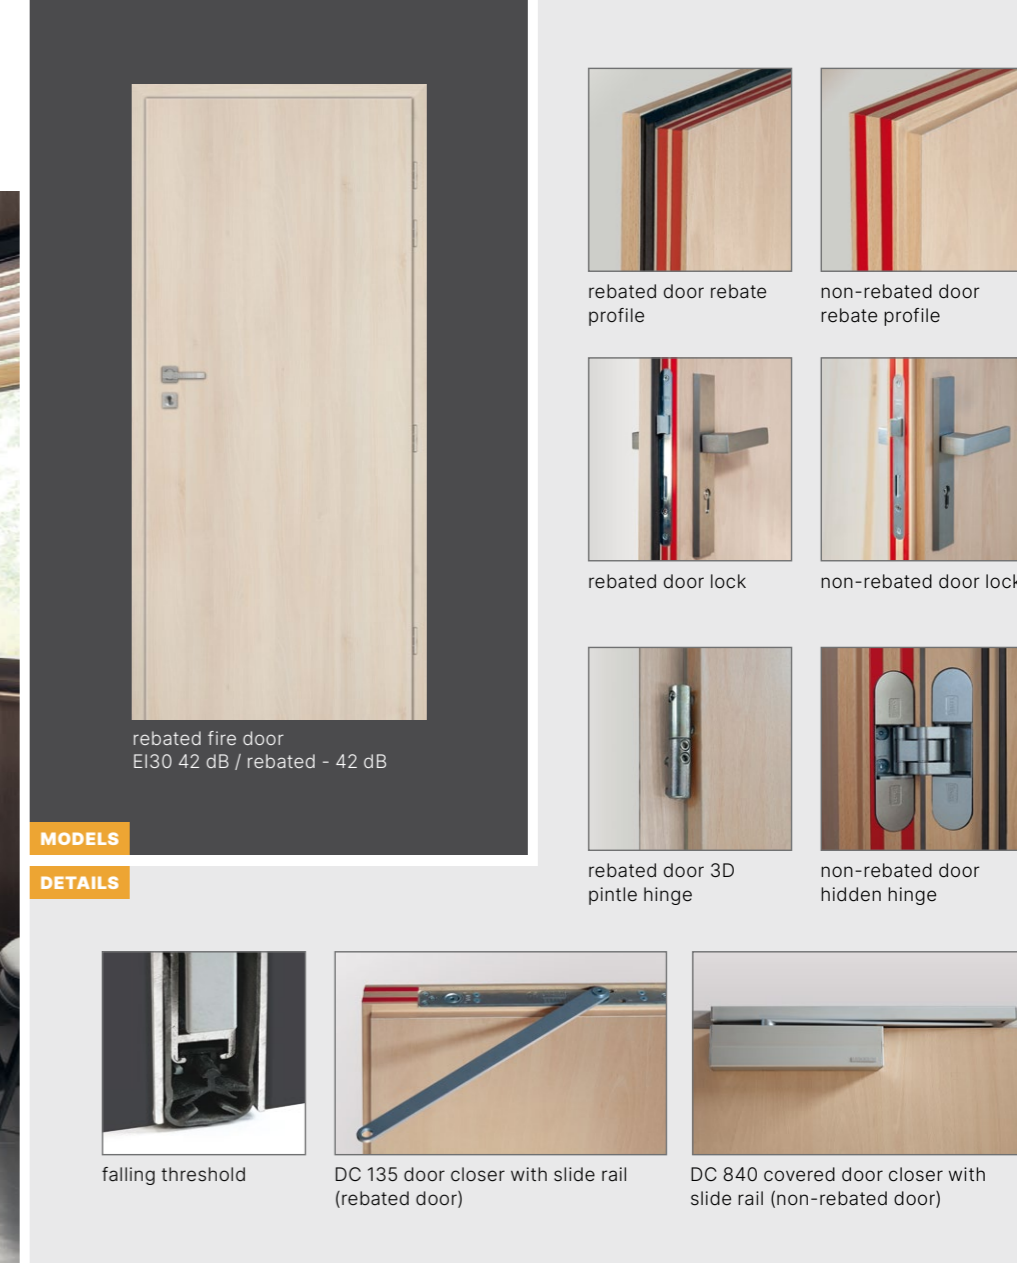 rebated fire door
EI30 42 dB / rebated - 42 dB
MODELS
DETAILS
rebated door rebate
profile
non-rebated door
rebate profile
rebated door lock
non-rebated door lock
rebated door 3D
pintle hinge
non-rebated door
hidden hinge
falling threshold
DC 135 door closer with slide rail
(rebated door)
DC 840 covered door closer with
slide rail (non-rebated door)